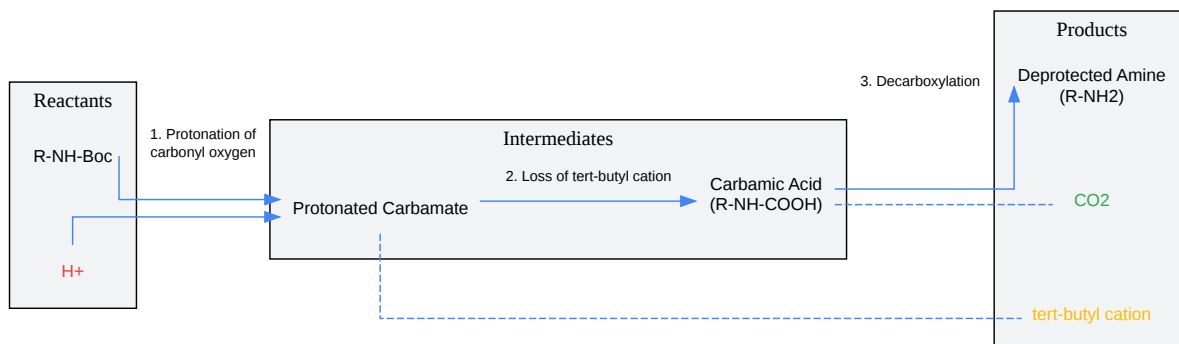 Reactants
R-NH-Boc
H+
1. Protonation of
carbonyl oxygen
Intermediates
Protonated Carbamate
2. Loss of tert-butyl cation
Carbamic Acid
(R-NH-COOH)
3. Decarboxylation
Products
Deprotected Amine
(R-NH2)
CO2
tert-butyl cation